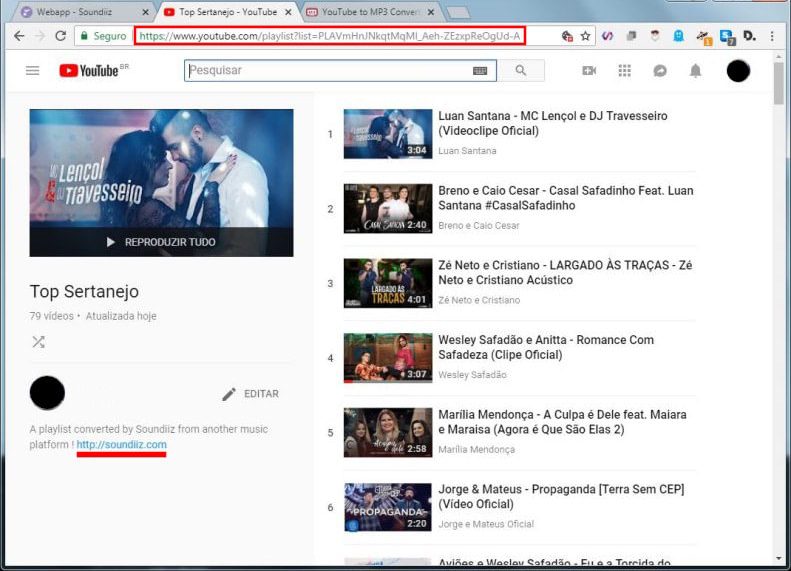 Webapp - Soundiiz
Top Sertanejo - YouTube
YouTube to MP3 Convert
Seguro
https://www.youtube.com/playlist?list=PLAVmHnJNkqtMqMl_Aeh-ZEzxpReOgUd-A
YouTube BR
Pesquisar
MC LENÇOL & DJ TRAVESSEIRO
REPRODUZIR TUDO
Top Sertanejo
79 vídeos • Atualizada hoje
EDITAR
A playlist converted by Soundiiz from another music
platform ! http://soundiiz.com
1
3:04
Luan Santana - MC Lençol e DJ Travesseiro
(Videoclipe Oficial)
Luan Santana
2
CASAL SAFADINHO
2:40
Breno e Caio Cesar - Casal Safadinho Feat. Luan
Santana #CasalSafadinho
Breno e Caio Cesar
3
LARGADO ÀS
TRAÇAS
4:01
Zé Neto e Cristiano - LARGADO ÀS TRAÇAS - Zé
Neto e Cristiano Acústico
Zé Neto e Cristiano
4
3:07
Wesley Safadão e Anitta - Romance Com
Safadeza (Clipe Oficial)
Wesley Safadão
5
2:58
Marília Mendonça - A Culpa é Dele feat. Maiara
e Maraisa (Agora é Que São Elas 2)
Marília Mendonça
6
PROPAGANDA
2:20
Jorge & Mateus - Propaganda [Terra Sem CEP]
(Vídeo Oficial)
Jorge e Mateus Oficial
Aviões e Wesley Safadão - Eu e a Torcida do